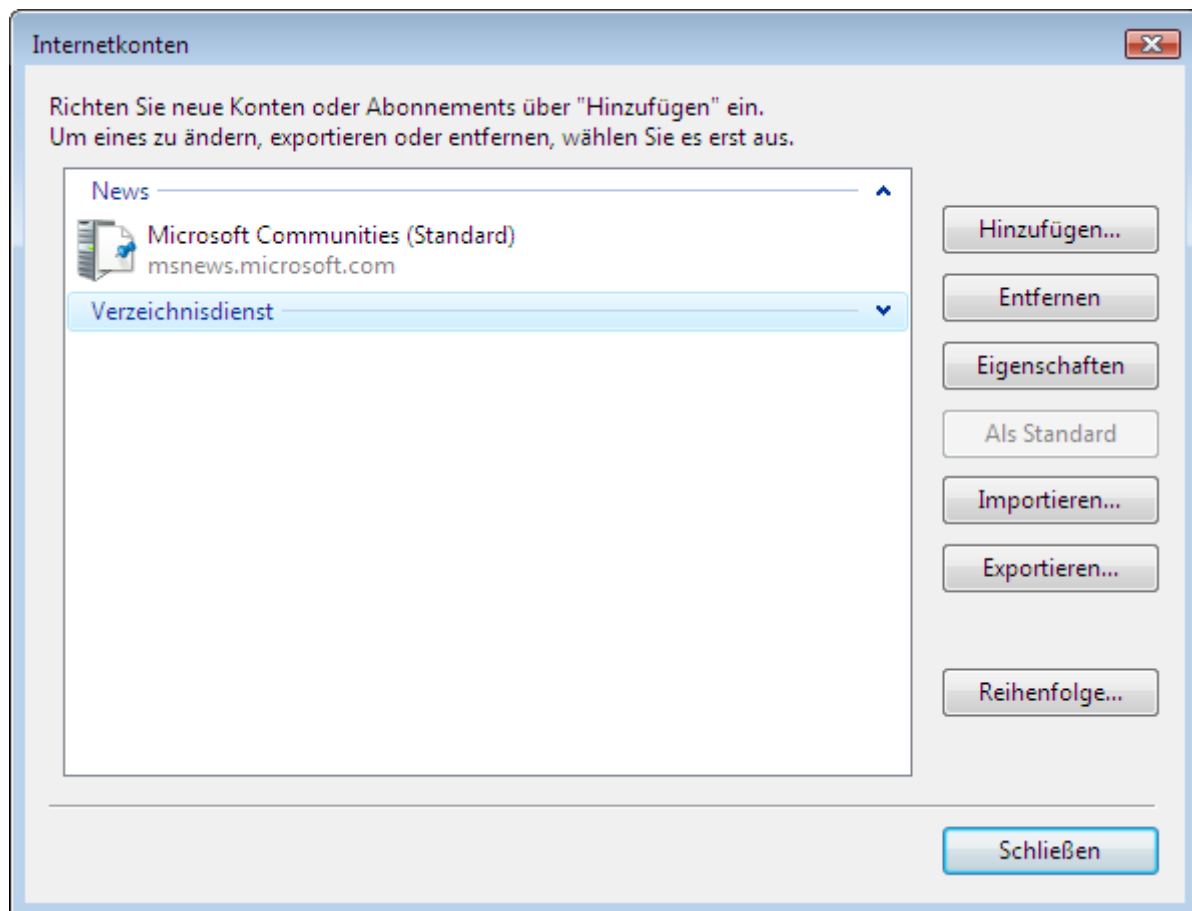 Internetkonten
Richten Sie neue Konten oder Abonnements über "Hinzufügen" ein.
Um eines zu ändern, exportieren oder entfernen, wählen Sie es erst aus.
News
Microsoft Communities (Standard)
msnews.microsoft.com
Verzeichnisdienst
Hinzufügen...
Entfernen
Eigenschaften
Als Standard
Importieren...
Exportieren...
Reihenfolge...
Schließen